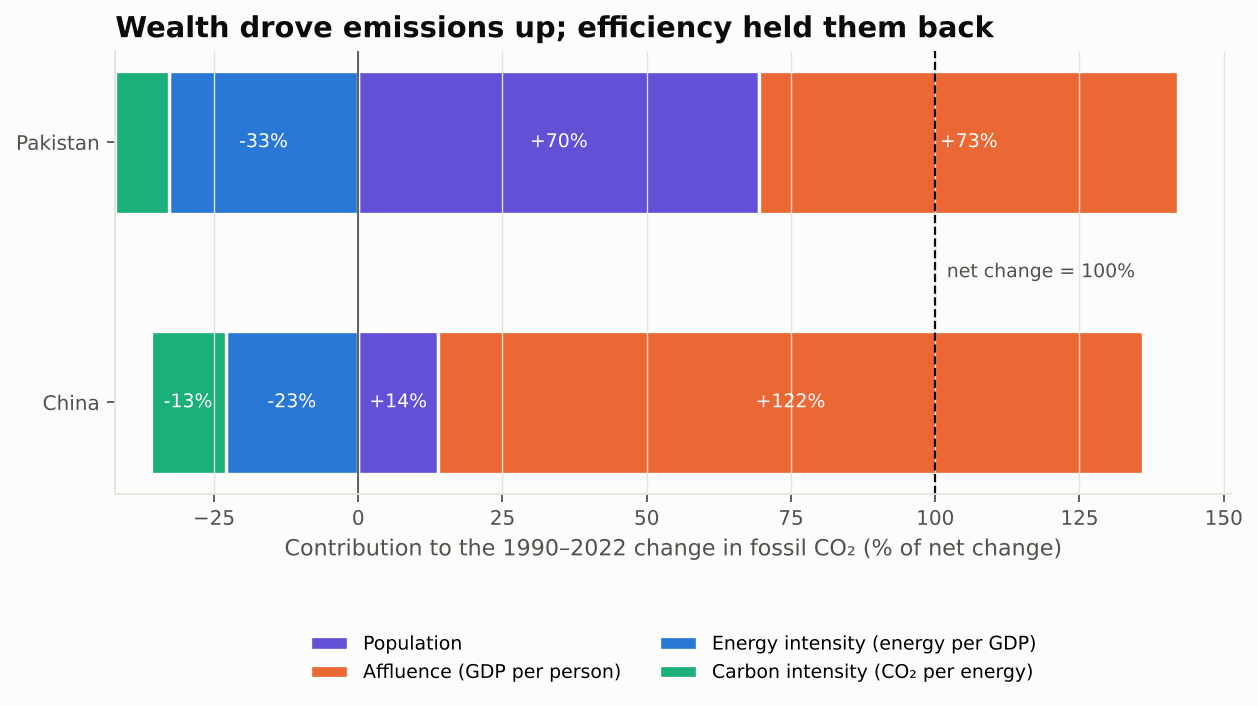 Wealth drove emissions up; efficiency held them back
Pakistan
-33%
+70%
+73%
net change = 100%
China
-13%
-23%
+14%
+122%
−25
0
25
50
75
100
125
150
Contribution to the 1990–2022 change in fossil CO₂ (% of net change)
Population
Energy intensity (energy per GDP)
Affluence (GDP per person)
Carbon intensity (CO₂ per energy)